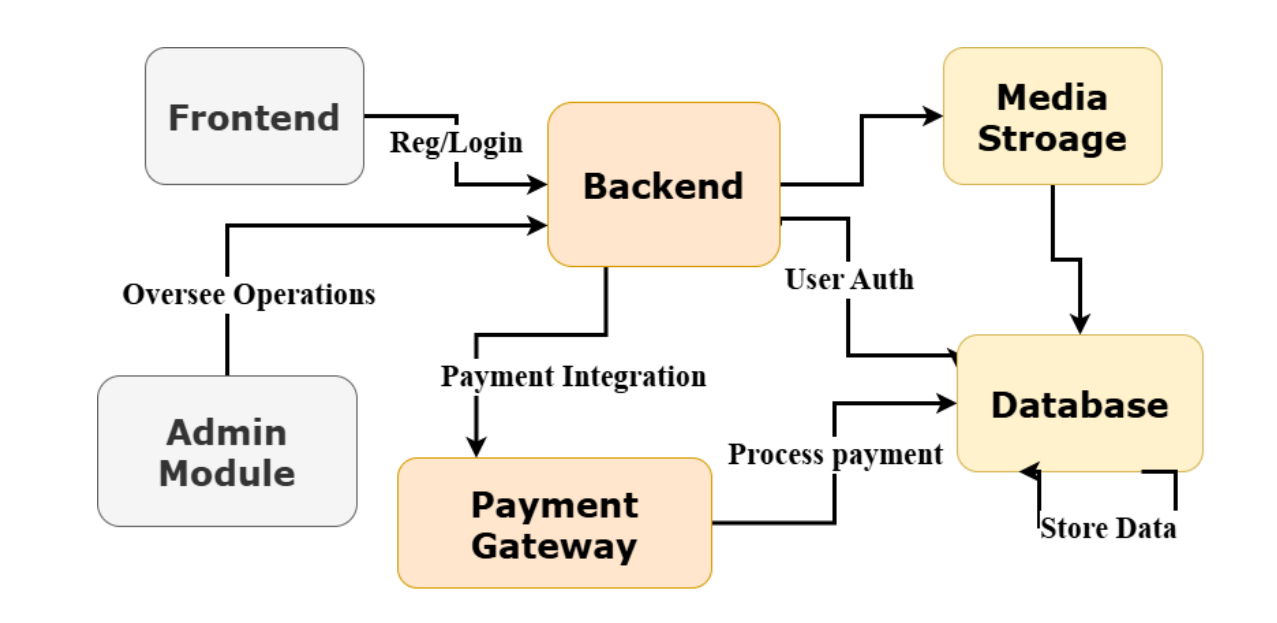 Frontend
Reg/Login
Backend
Media
Stroage
Oversee Operations
User Auth
Payment Integration
Admin
Module
Database
Process payment
Payment
Gateway
Store Data